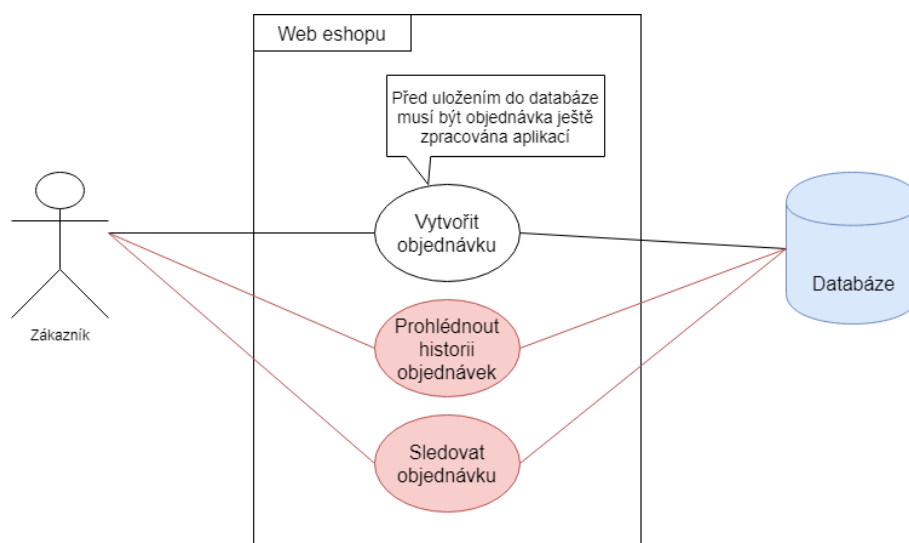 Web eshopu
Před uložením do databáze
musí být objednávka ještě
zpracována aplikací
Vytvořit
objednávku
Zákazník
Databáze
Prohlédnout
historii
objednávek
Sledovat
objednávku